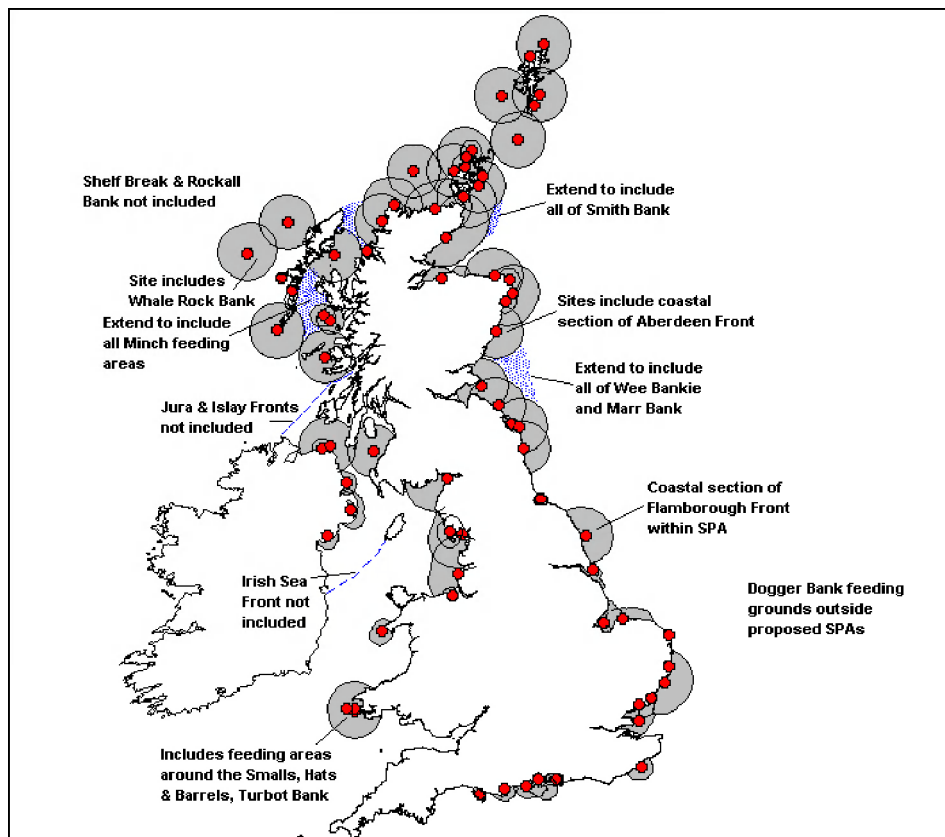 Shelf Break & Rockall
Bank not included
Extend to include
all of Smith Bank
Site includes
Whale Rock Bank
Extend to include
all Minch feeding
areas
Sites include coastal
section of Aberdeen Front
Extend to include
all of Wee Bankie
and Marr Bank
Jura & Islay Fronts
not included
Coastal section of
Flamborough Front
within SPA
Irish Sea
Front not
included
Dogger Bank feeding
grounds outside
proposed SPAs
Includes feeding areas
around the Smalls, Hats
& Barrels, Turbot Bank